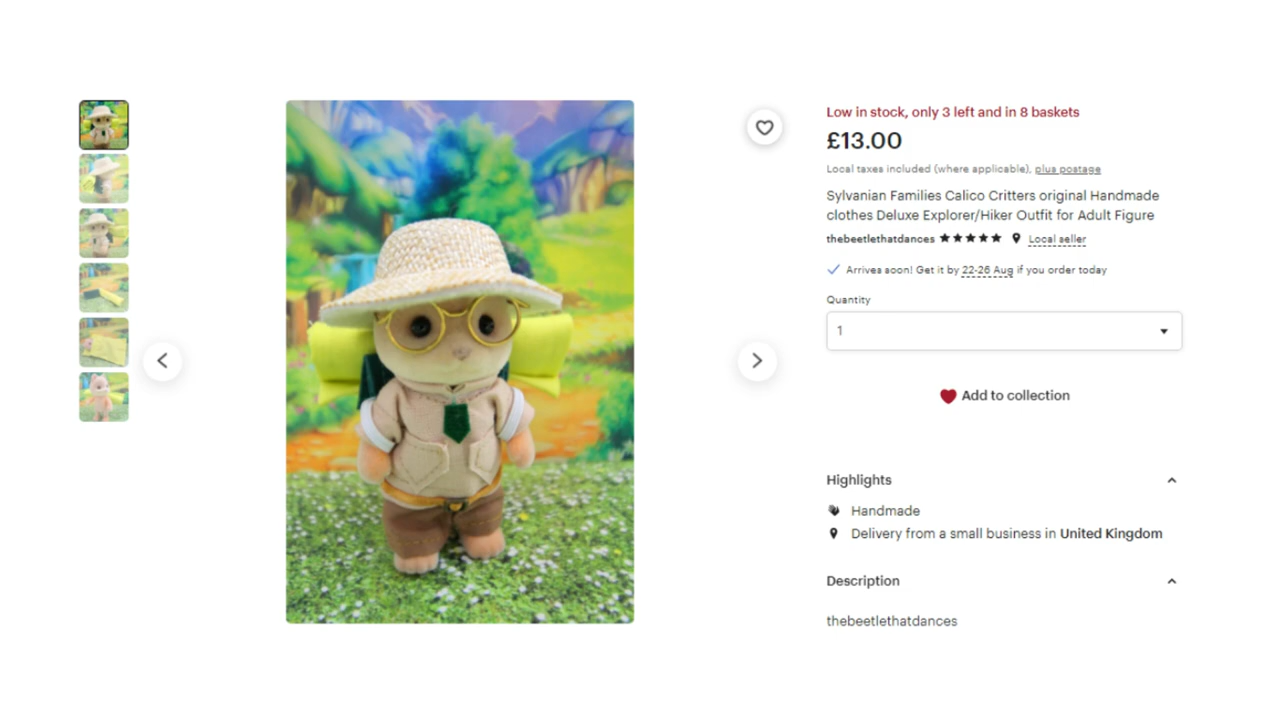 Low in stock, only 3 left and in 8 baskets
£13.00
Local taxes included (where applicable), plus postage
Sylvanian Families Calico Critters original Handmade
clothes Deluxe Explorer/Hiker Outfit for Adult Figure
thebeetlethatdances ★★★★★ Local seller
Arrives soon! Get it by 22-26 Aug if you order today
Quantity
1
Add to collection
Highlights
Handmade
Delivery from a small business in United Kingdom
Description
thebeetlethatdances